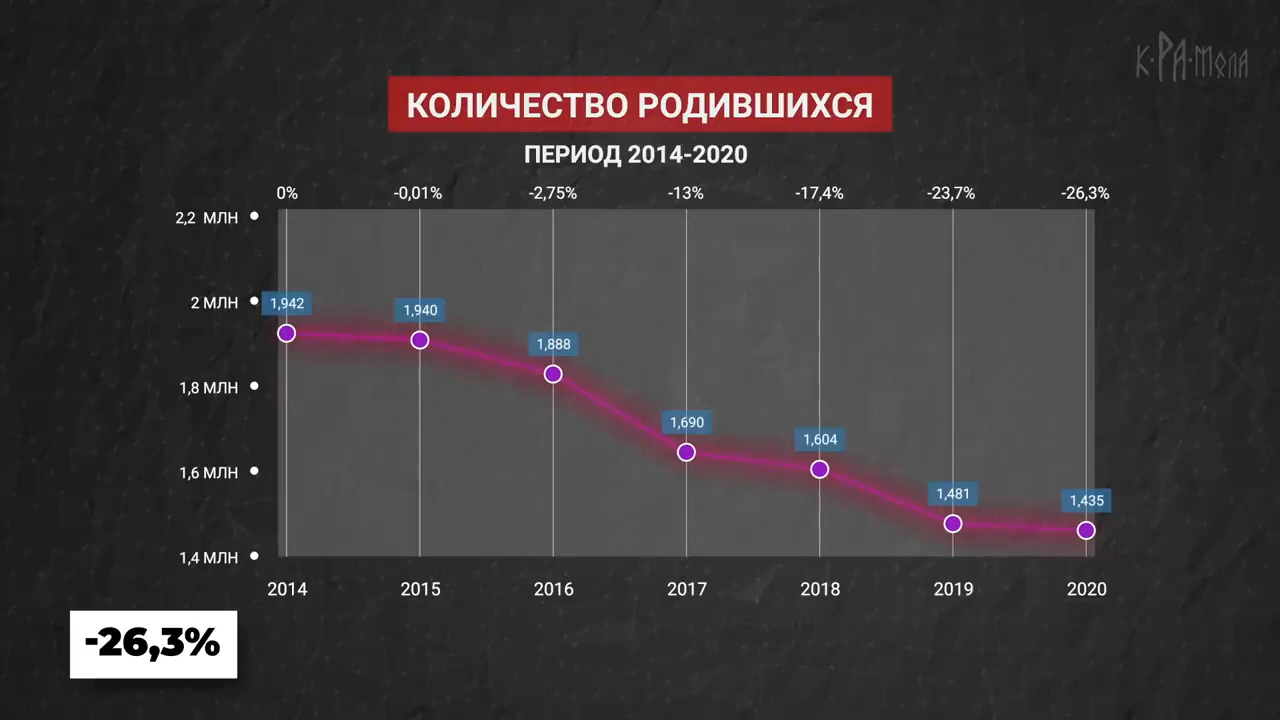 К·РА·МОЛА
КОЛИЧЕСТВО РОДИВШИХСЯ
ПЕРИОД 2014-2020
0% -0,01% -2,75% -13% -17,4% -23,7% -26,3%
2,2 МЛН
2 МЛН
1,8 МЛН
1,6 МЛН
1,4 МЛН
1,942 1,940 1,888 1,690 1,604 1,481 1,435
2014 2015 2016 2017 2018 2019 2020
-26,3%